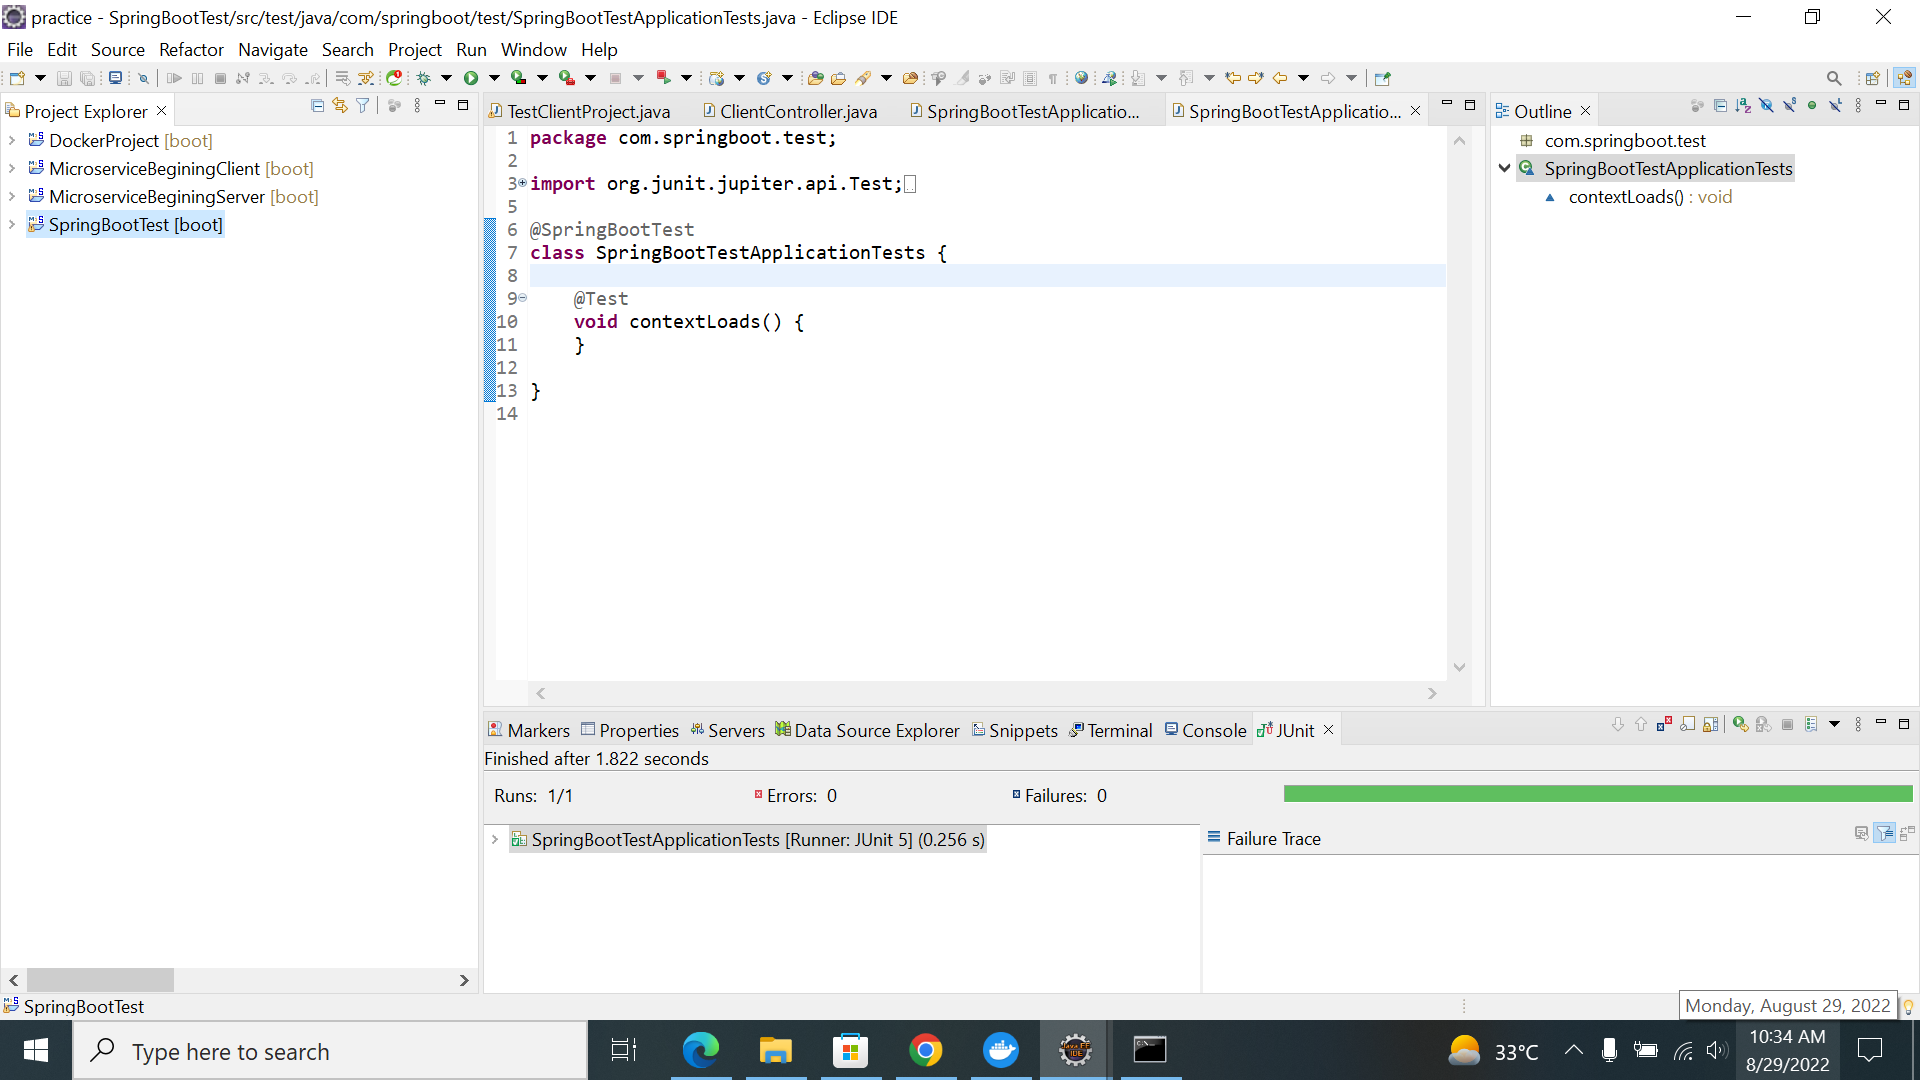 practice - SpringBootTest/src/test/java/com/springboot/test/SpringBootTestApplicationTests.java - Eclipse IDE
File Edit Source Refactor Navigate Search Project Run Window Help
Project Explorer
DockerProject [boot]
MicroserviceBeginingClient [boot]
MicroserviceBeginingServer [boot]
SpringBootTest [boot]
TestClientProject.java ClientController.java SpringBootTestApplicatio... SpringBootTestApplicatio...
1 package com.springboot.test;
2
3 import org.junit.jupiter.api.Test;
5
6 @SpringBootTest
7 class SpringBootTestApplicationTests {
8
9 @Test
10 void contextLoads() {
11 }
12
13 }
14
Outline
com.springboot.test
SpringBootTestApplicationTests
contextLoads() : void
Markers Properties Servers Data Source Explorer Snippets Terminal Console JUnit
Finished after 1.822 seconds
Runs: 1/1 Errors: 0 Failures: 0
SpringBootTestApplicationTests [Runner: JUnit 5] (0.256 s)
Failure Trace
SpringBootTest
Monday, August 29, 2022
Type here to search
33°C
10:34 AM
8/29/2022